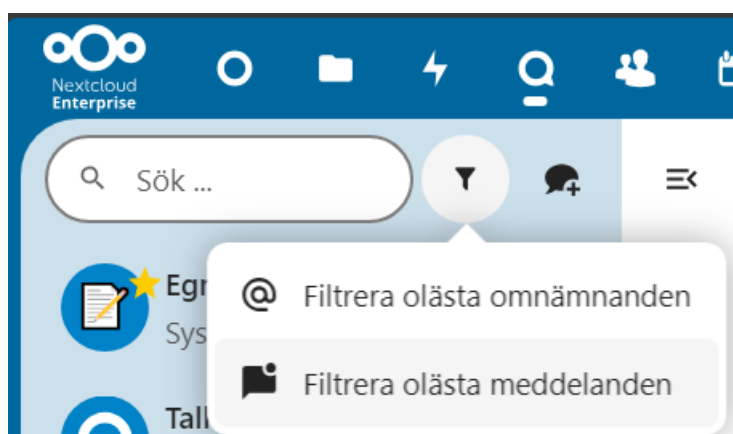 Nextcloud
Enterprise
Sök ...
Filtrera olästa omnämnanden
Filtrera olästa meddelanden